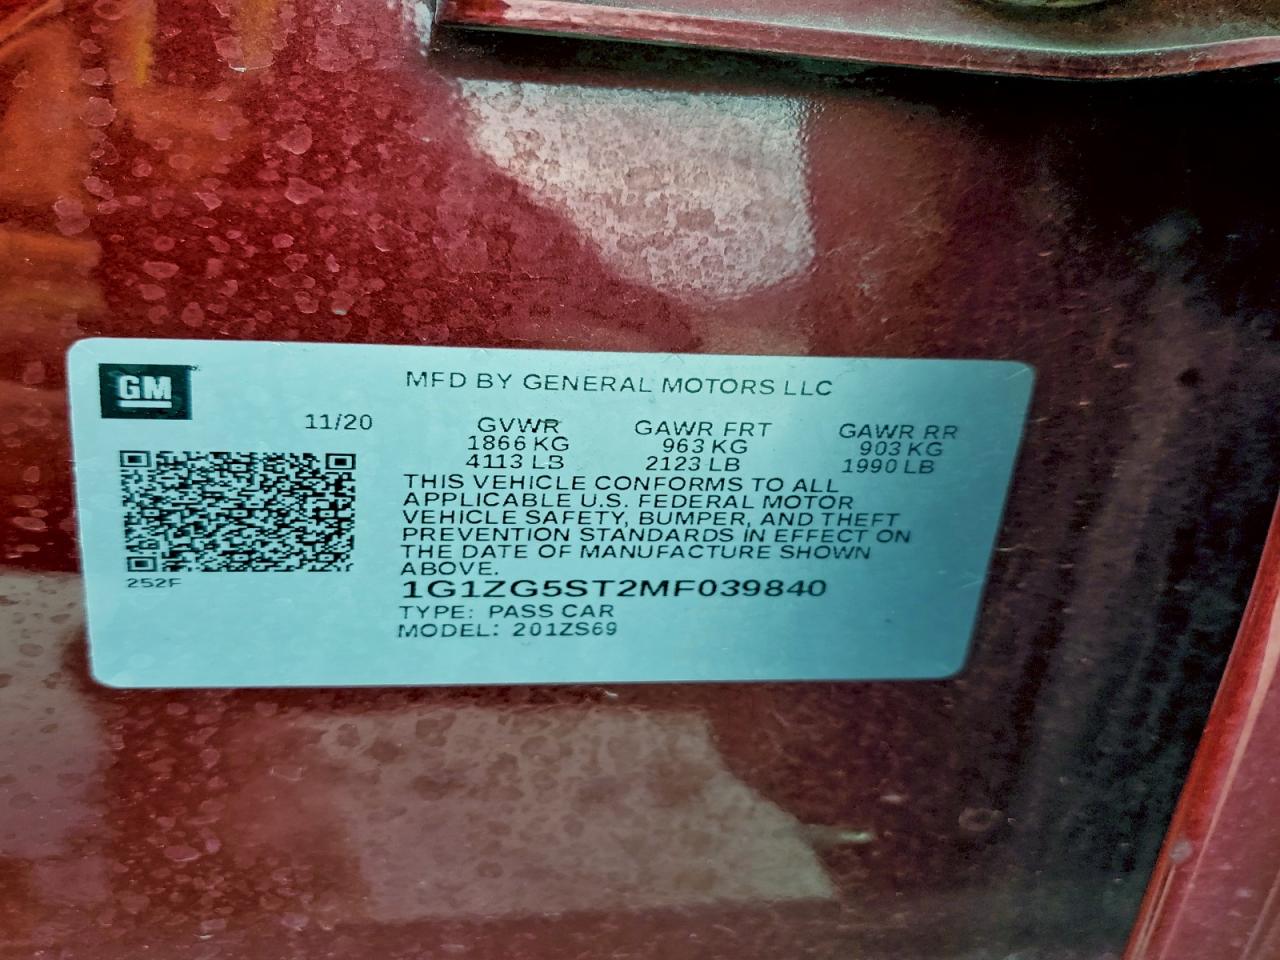 GM
MFD BY GENERAL MOTORS LLC
11/20 GVWR GAWR FRT GAWR RR
1866 KG 963 KG 903 KG
4113 LB 2123 LB 1990 LB
THIS VEHICLE CONFORMS TO ALL
APPLICABLE U.S. FEDERAL MOTOR
VEHICLE SAFETY, BUMPER, AND THEFT
PREVENTION STANDARDS IN EFFECT ON
THE DATE OF MANUFACTURE SHOWN
ABOVE.
252F
1G1ZG5ST2MF039840
TYPE: PASS CAR
MODEL: 201ZS69